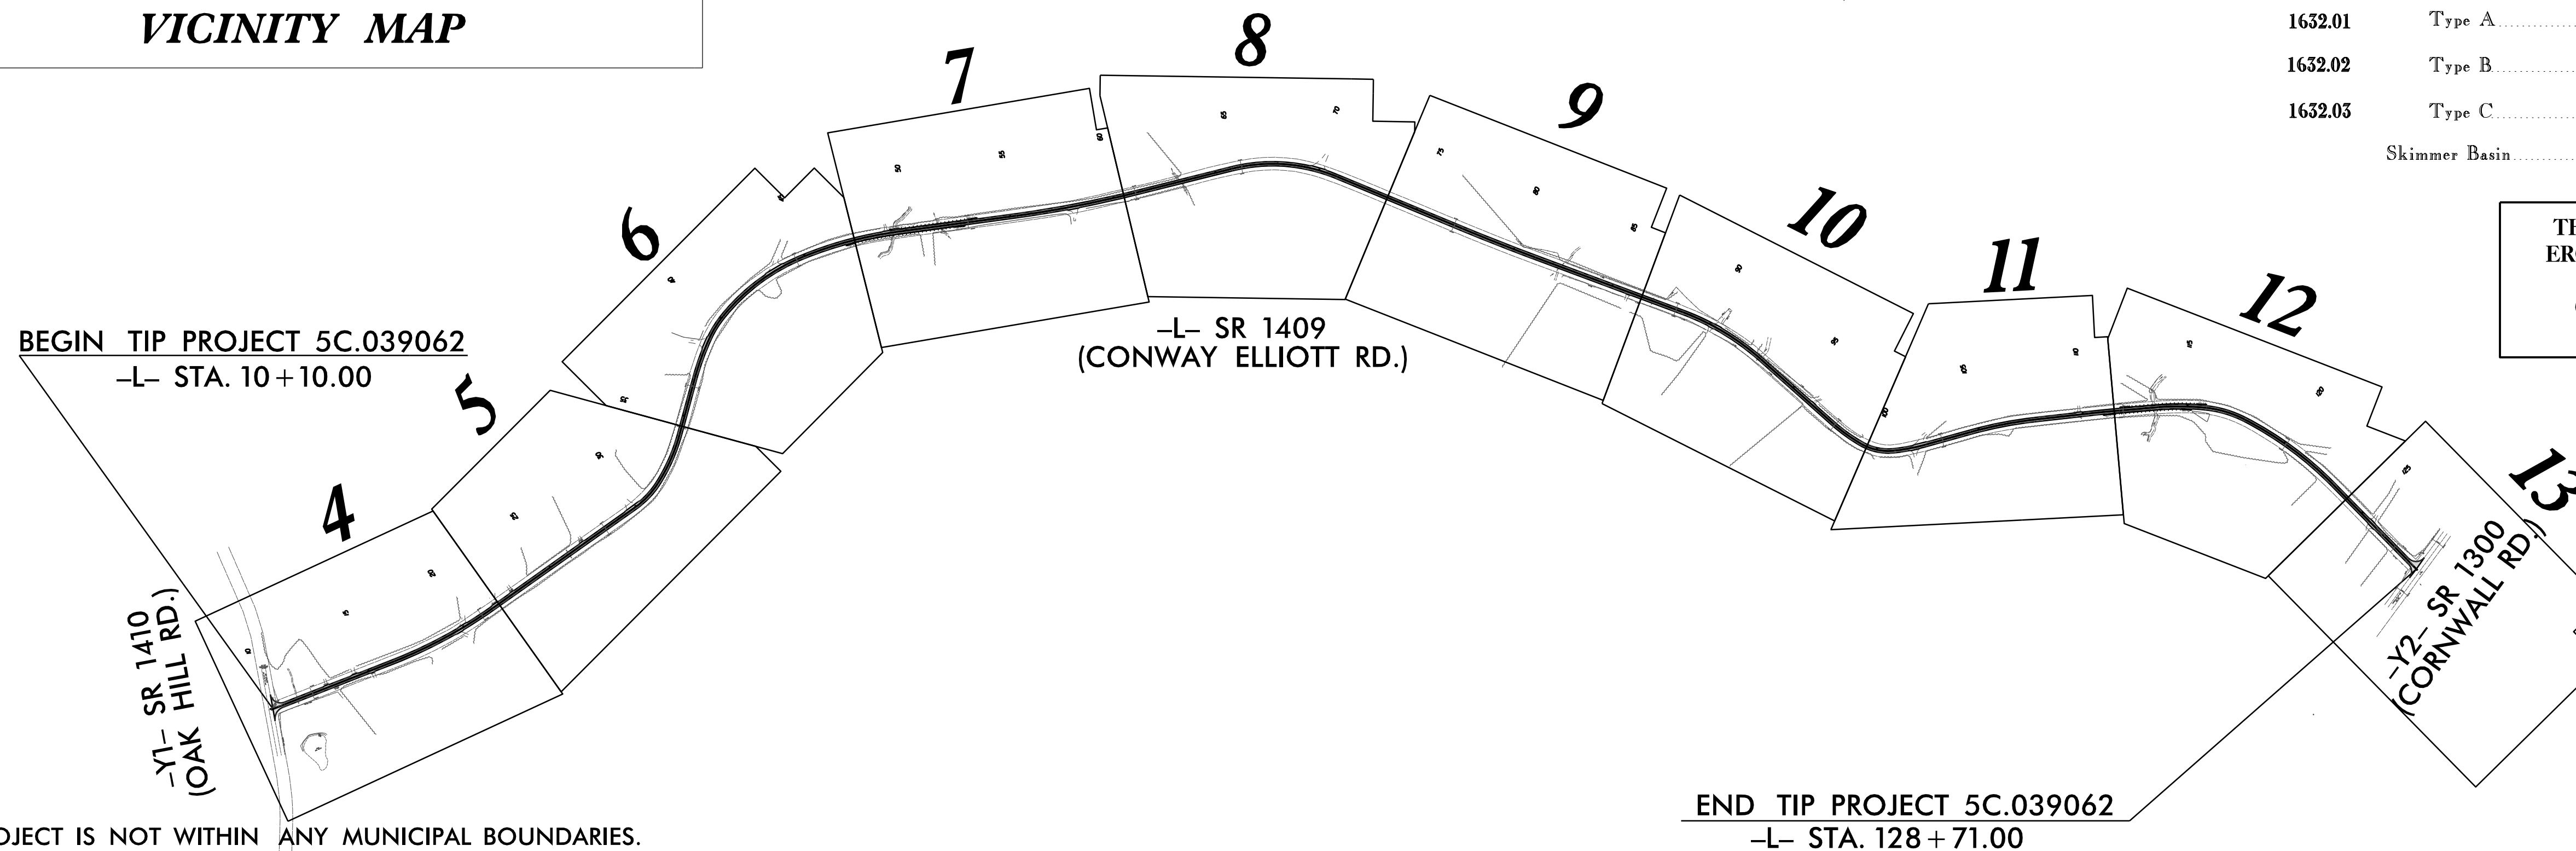 VICINITY MAP
1632.01 Type A
1632.02 Type B
1632.03 Type C
Skimmer Basin
7
8
9
10
11
12
13
6
5
4
BEGIN TIP PROJECT 5C.039062
–L– STA. 10+10.00
–L– SR 1409
(CONWAY ELLIOTT RD.)
–Y1– SR 1410
(OAK HILL RD.)
–Y2– SR 1300
(CORNWALL RD.)
END TIP PROJECT 5C.039062
–L– STA. 128+71.00
IS NOT WITHIN ANY MUNICIPAL BOUNDARIES.